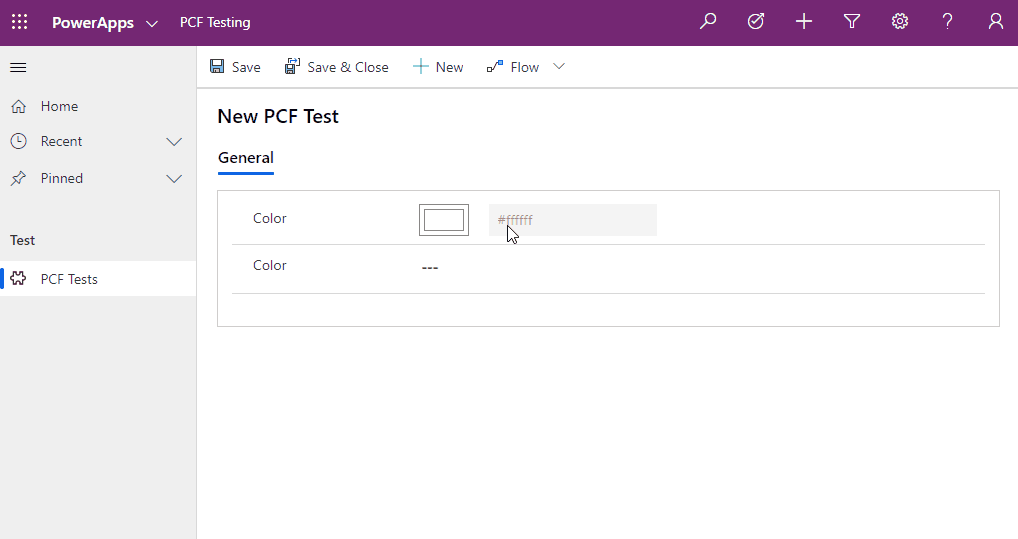 PowerApps PCF Testing
Save Save & Close New Flow
Home
Recent
Pinned
Test
PCF Tests
New PCF Test
General
Color #ffffff
Color ---